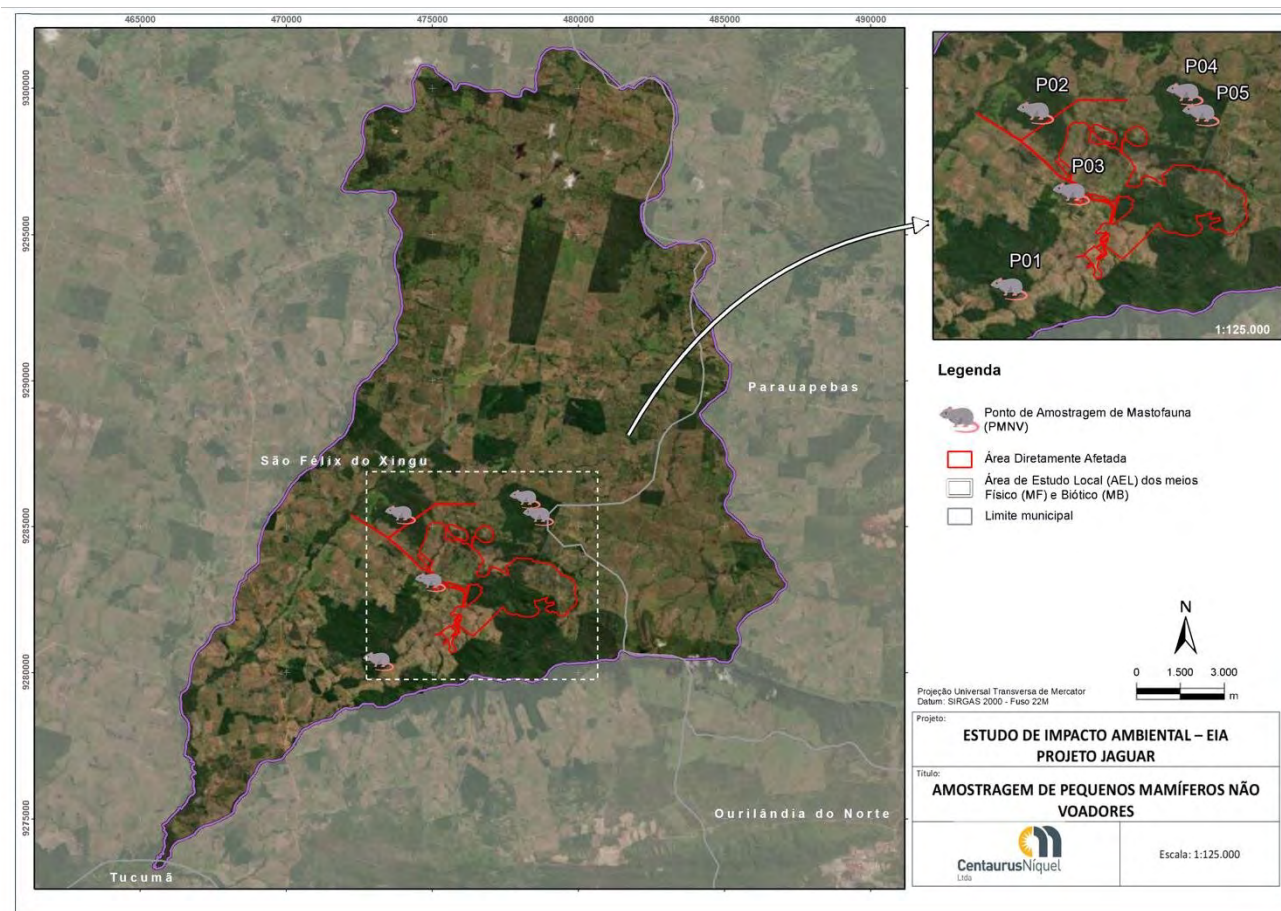 465000
470000
475000
480000
485000
490000
9300000
9295000
9290000
9285000
9280000
9275000
São Félix do Xingu
Parauapebas
Ourilândia do Norte
Tucumã
P02
P04
P05
P03
P01
1:125.000
Legenda
Ponto de Amostragem de Mastofauna
(PMNV)
Área Diretamente Afetada
Área de Estudo Local (AEL) dos meios
Físico (MF) e Biótico (MB)
Limite municipal
N
0 1.500 3.000
m
Projeção Universal Transversa de Mercator
Datum: SIRGAS 2000 - Fuso 22M
Projeto:
ESTUDO DE IMPACTO AMBIENTAL – EIA
PROJETO JAGUAR
Título:
AMOSTRAGEM DE PEQUENOS MAMÍFEROS NÃO
VOADORES
CentaurusNíquel
Ltda
Escala: 1:125.000